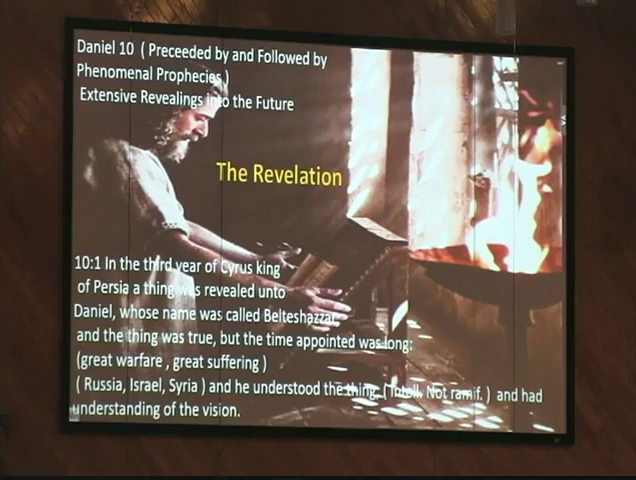 Daniel 10 ( Preceeded by and Followed by
Phenomenal Prophecies )
Extensive Revealings into the Future
The Revelation
10:1 In the third year of Cyrus king
of Persia a thing was revealed unto
Daniel, whose name was called Belteshazzar,
and the thing was true, but the time appointed was long:
(great warfare , great suffering )
( Russia, Israel, Syria ) and he understood the thing, ( Not ramif. ) and had
understanding of the vision.